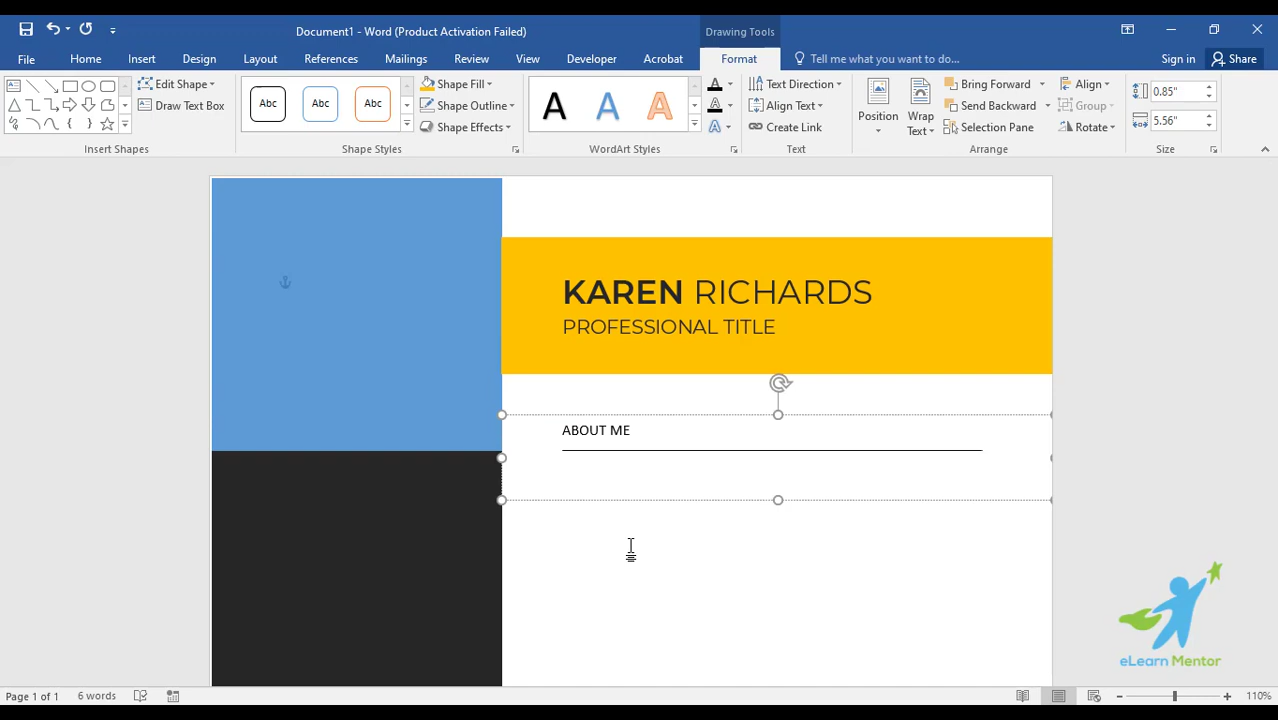 Document1 - Word (Product Activation Failed)
Drawing Tools
File Home Insert Design Layout References Mailings Review View Developer Acrobat Format Tell me what you want to do... Sign in Share
Edit Shape
Draw Text Box
Insert Shapes
Abc Abc Abc
Shape Fill
Shape Outline
Shape Effects
Shape Styles
A A A
A
A
A
WordArt Styles
Text Direction
Align Text
Create Link
Text
Position
Wrap
Text
Bring Forward
Send Backward
Selection Pane
Align
Group
Rotate
Arrange
0.85"
5.56"
Size
KAREN RICHARDS
PROFESSIONAL TITLE
ABOUT ME
eLearn Mentor
Page 1 of 1 6 words 110%